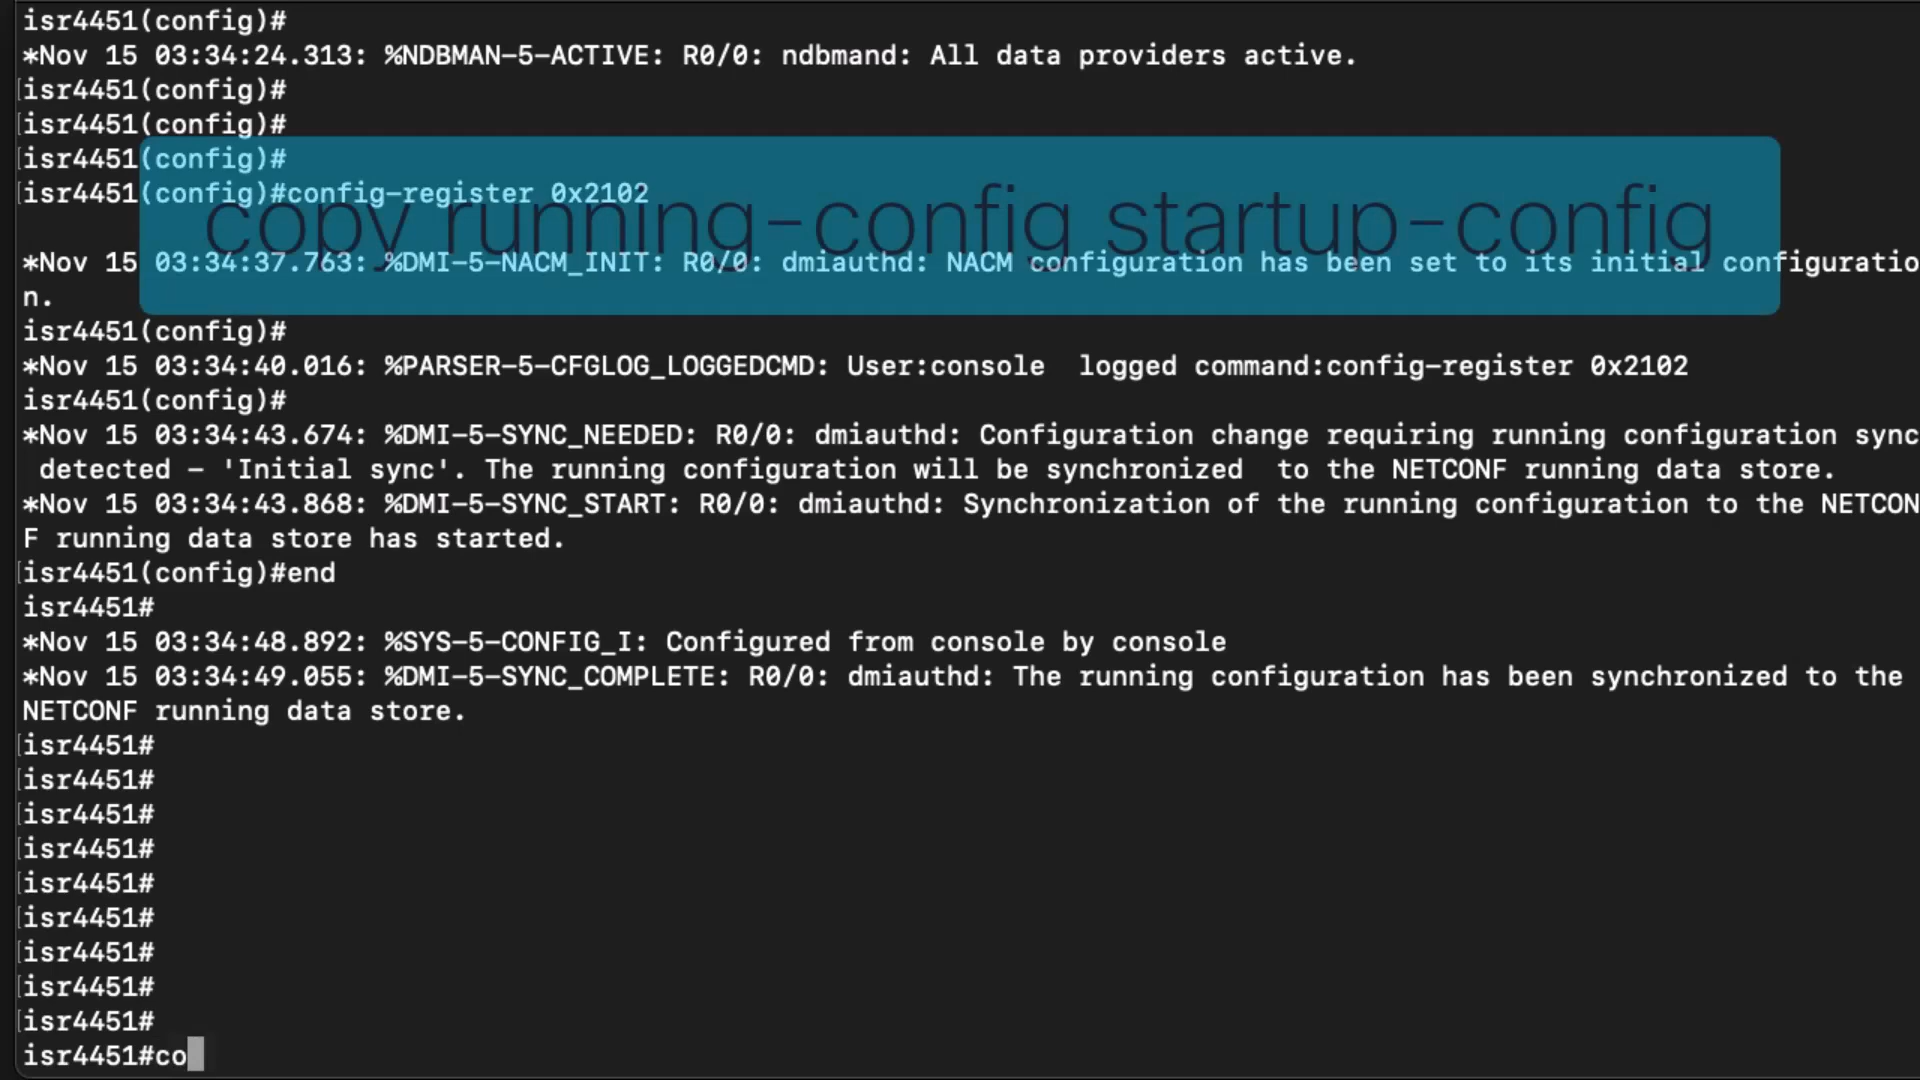 isr4451(config)#
*Nov 15 03:34:24.313: %NDBMAN-5-ACTIVE: R0/0: ndbmand: All data providers active.
[isr4451(config)#
[isr4451(config)#
[isr4451(config)#
[isr4451(config)#config-register 0x2102
copy running-config startup-config
*Nov 15 03:34:37.763: %DMI-5-NACM_INIT: R0/0: dmiauthd: NACM configuration has been set to its initial configuratio
n.
isr4451(config)#
*Nov 15 03:34:40.016: %PARSER-5-CFGLOG_LOGGEDCMD: User:console  logged command:config-register 0x2102
isr4451(config)#
*Nov 15 03:34:43.674: %DMI-5-SYNC_NEEDED: R0/0: dmiauthd: Configuration change requiring running configuration sync
 detected - 'Initial sync'. The running configuration will be synchronized  to the NETCONF running data store.
*Nov 15 03:34:43.868: %DMI-5-SYNC_START: R0/0: dmiauthd: Synchronization of the running configuration to the NETCON
F running data store has started.
[isr4451(config)#end
isr4451#
*Nov 15 03:34:48.892: %SYS-5-CONFIG_I: Configured from console by console
*Nov 15 03:34:49.055: %DMI-5-SYNC_COMPLETE: R0/0: dmiauthd: The running configuration has been synchronized to the
NETCONF running data store.
[isr4451#
[isr4451#
[isr4451#
[isr4451#
[isr4451#
[isr4451#
[isr4451#
[isr4451#
[isr4451#
isr4451#co